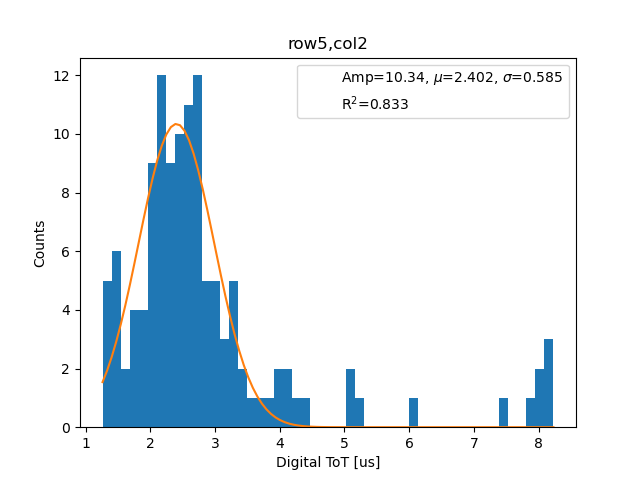 row5,col2
Amp=10.34, μ=2.402, σ=0.585
R²=0.833
12
10
8
6
4
2
0
Counts
1 2 3 4 5 6 7 8
Digital ToT [us]